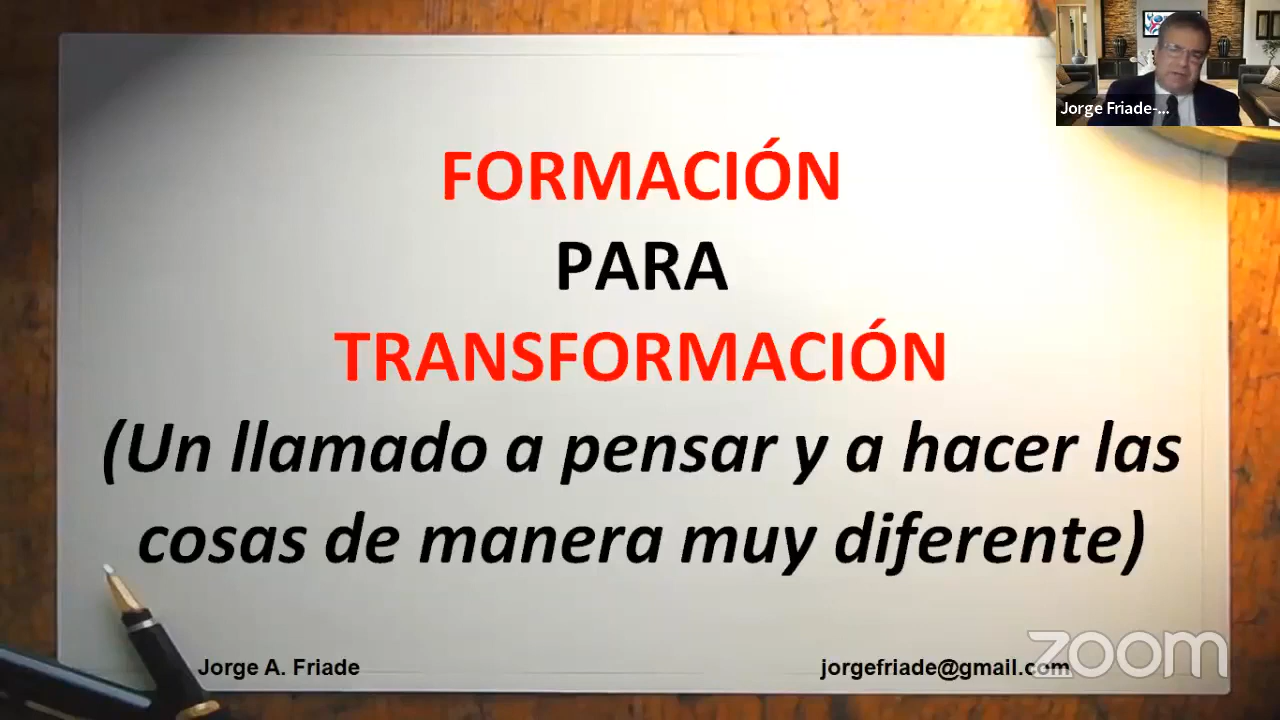 Jorge Friade-...
FORMACIÓN
PARA
TRANSFORMACIÓN
(Un llamado a pensar y a hacer las
cosas de manera muy diferente)
Jorge A. Friade
jorgefriade@gmail.com
zoom